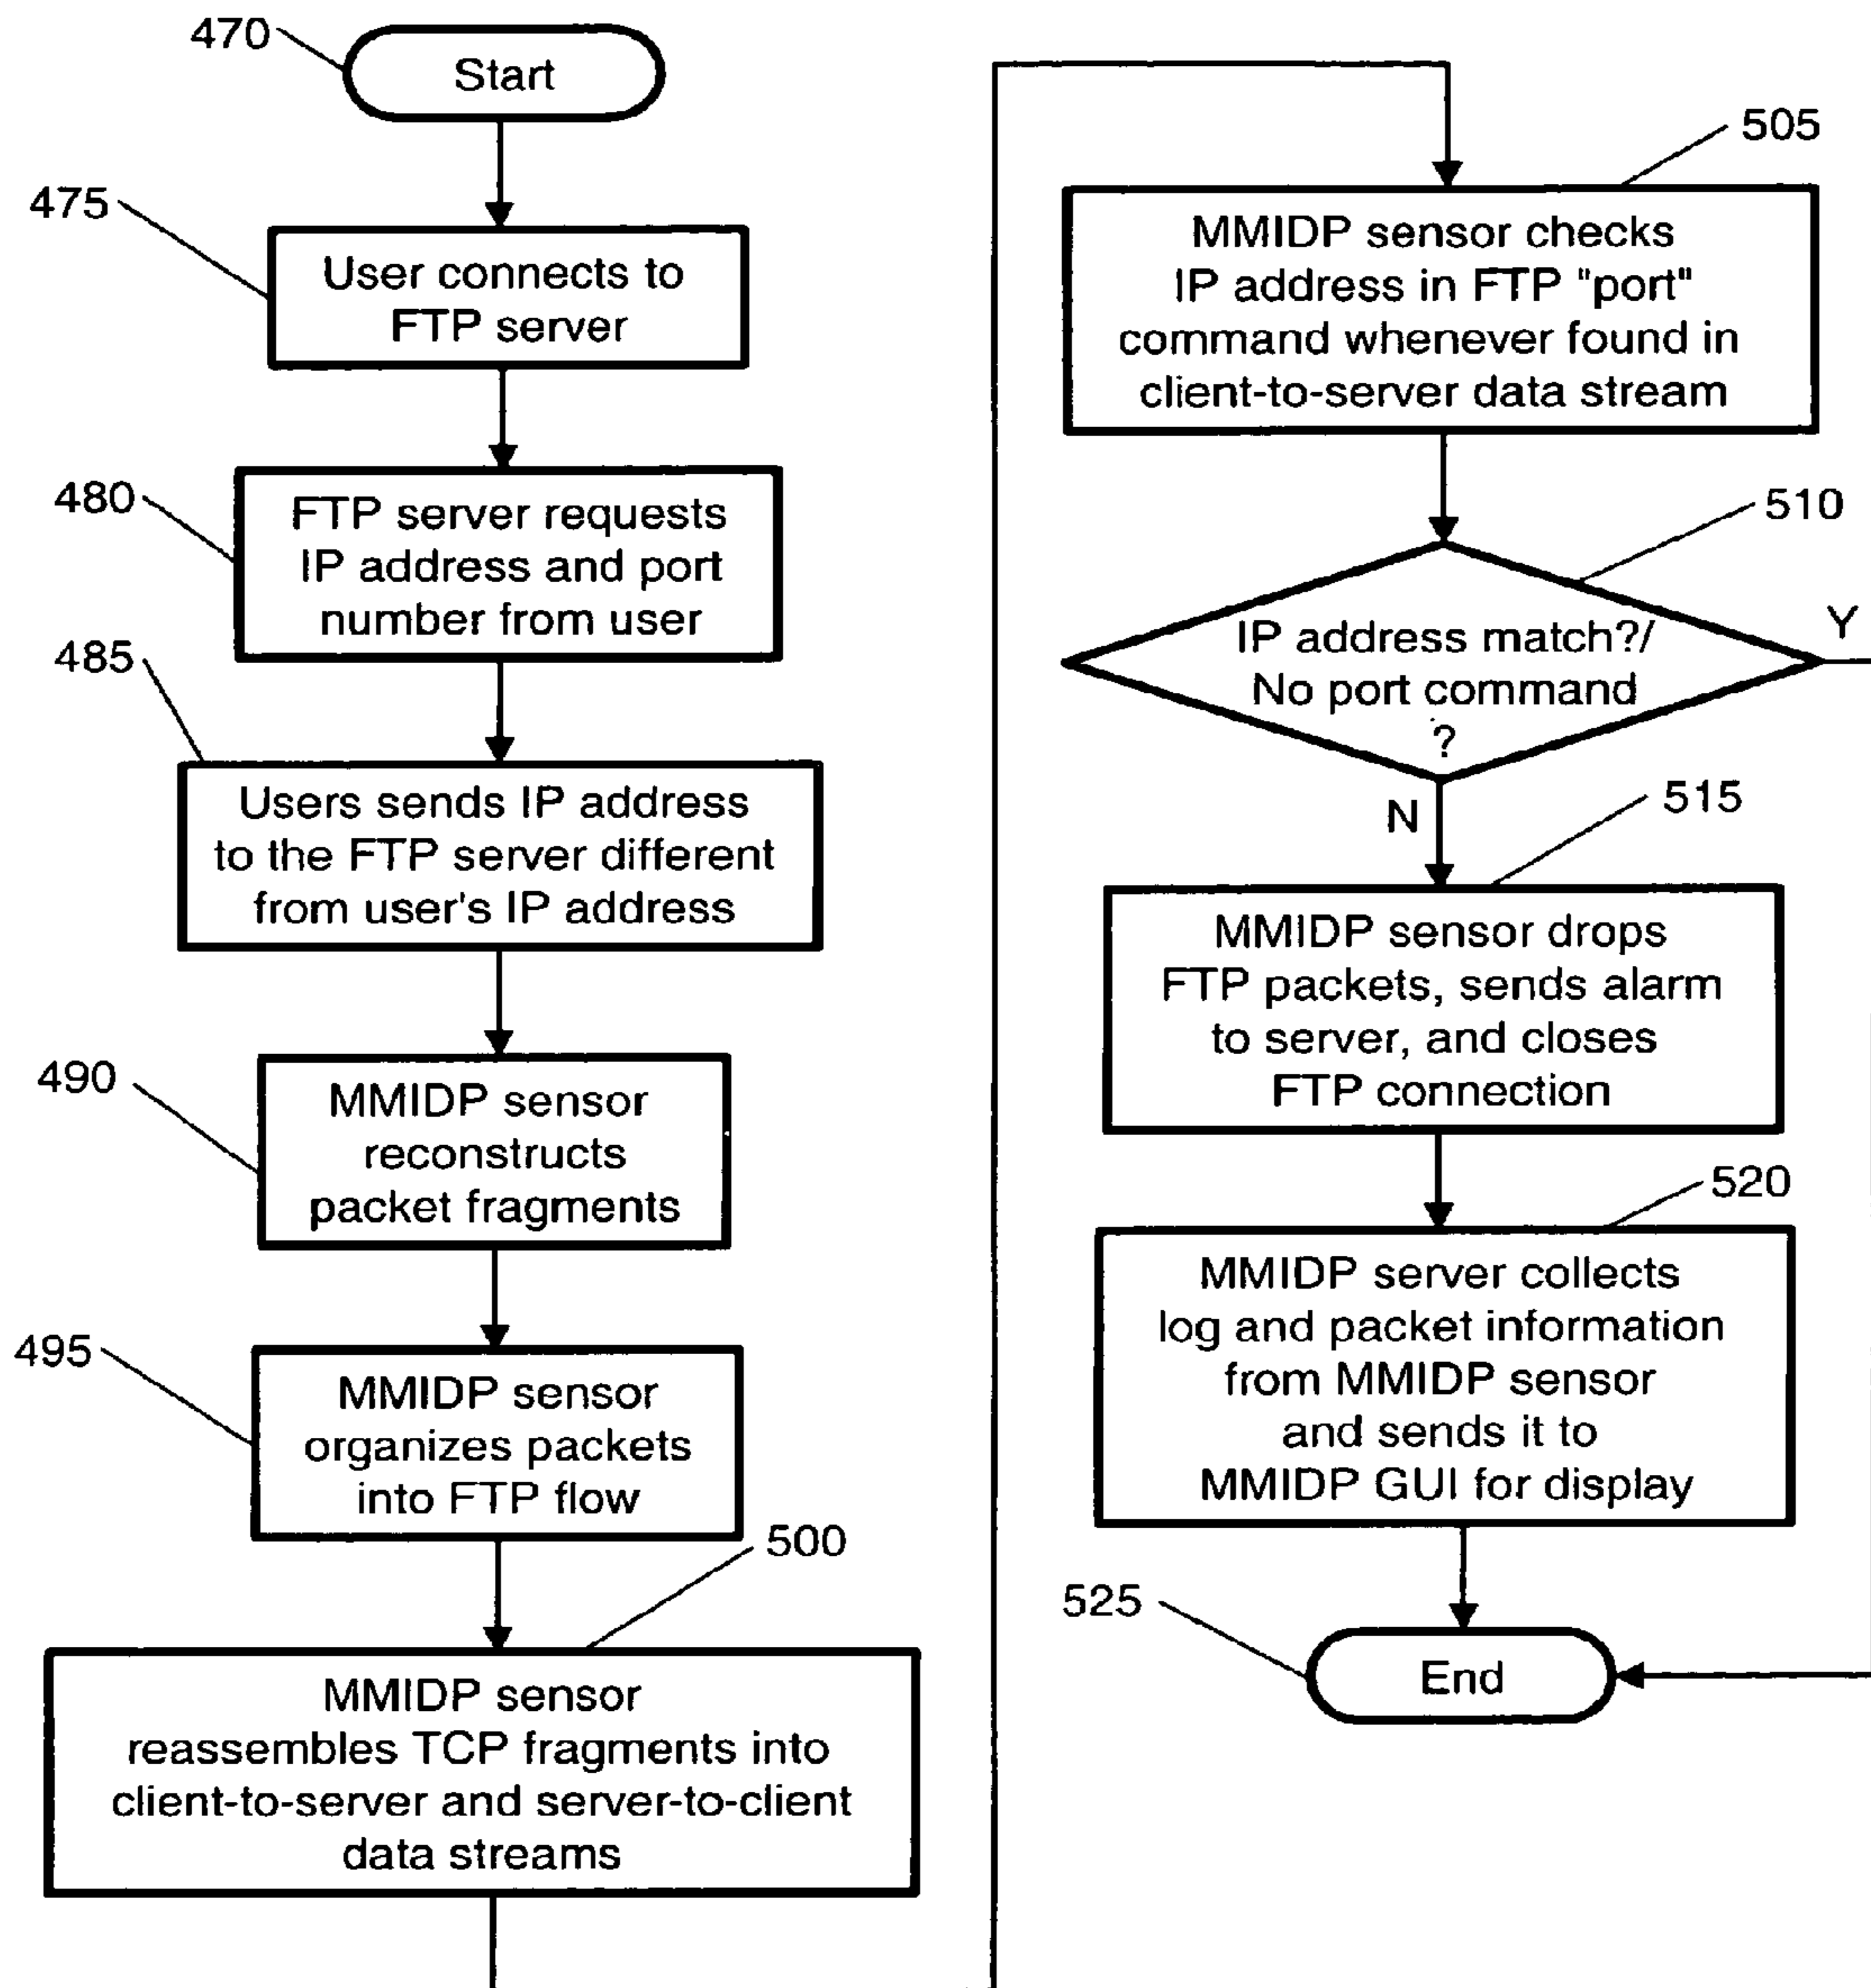 470
Start
475
User connects to
FTP server
480
FTP server requests
IP address and port
number from user
485
Users sends IP address
to the FTP server different
from user's IP address
490
MMIDP sensor
reconstructs
packet fragments
495
MMIDP sensor
organizes packets
into FTP flow
500
MMIDP sensor
reassembles TCP fragments into
client-to-server and server-to-client
data streams
505
MMIDP sensor checks
IP address in FTP "port"
command whenever found in
client-to-server data stream
510
IP address match?/
No port command
?
Y
N
515
MMIDP sensor drops
FTP packets, sends alarm
to server, and closes
FTP connection
520
MMIDP server collects
log and packet information
from MMIDP sensor
and sends it to
MMIDP GUI for display
525
End